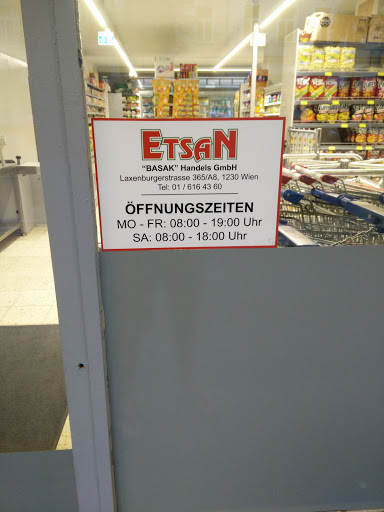 ETSAN
"BASAK" Handels GmbH
Laxenburgerstrasse 365/A8, 1230 Wien
Tel: 01 / 616 43 60
ÖFFNUNGSZEITEN
MO - FR: 08:00 - 19:00 Uhr
SA: 08:00 - 18:00 Uhr